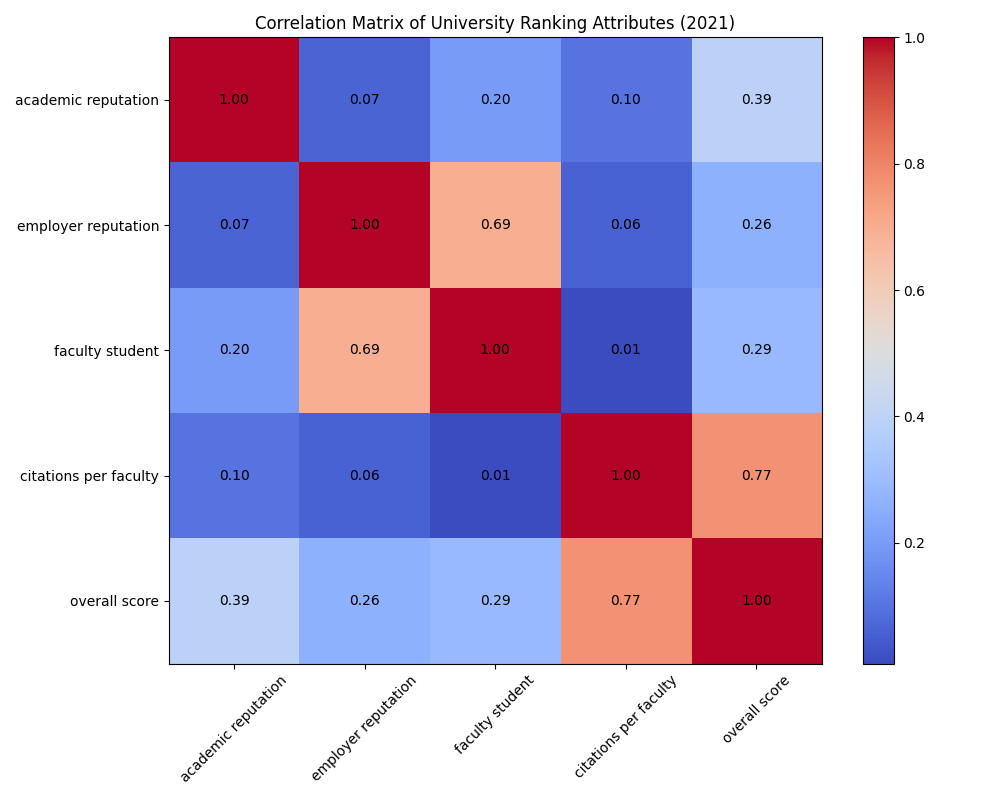 Correlation Matrix of University Ranking Attributes (2021)
academic reputation 1.00 0.07 0.20 0.10 0.39
employer reputation 0.07 1.00 0.69 0.06 0.26
faculty student 0.20 0.69 1.00 0.01 0.29
citations per faculty 0.10 0.06 0.01 1.00 0.77
overall score 0.39 0.26 0.29 0.77 1.00
academic reputation
employer reputation
faculty student
citations per faculty
overall score
1.0
0.8
0.6
0.4
0.2